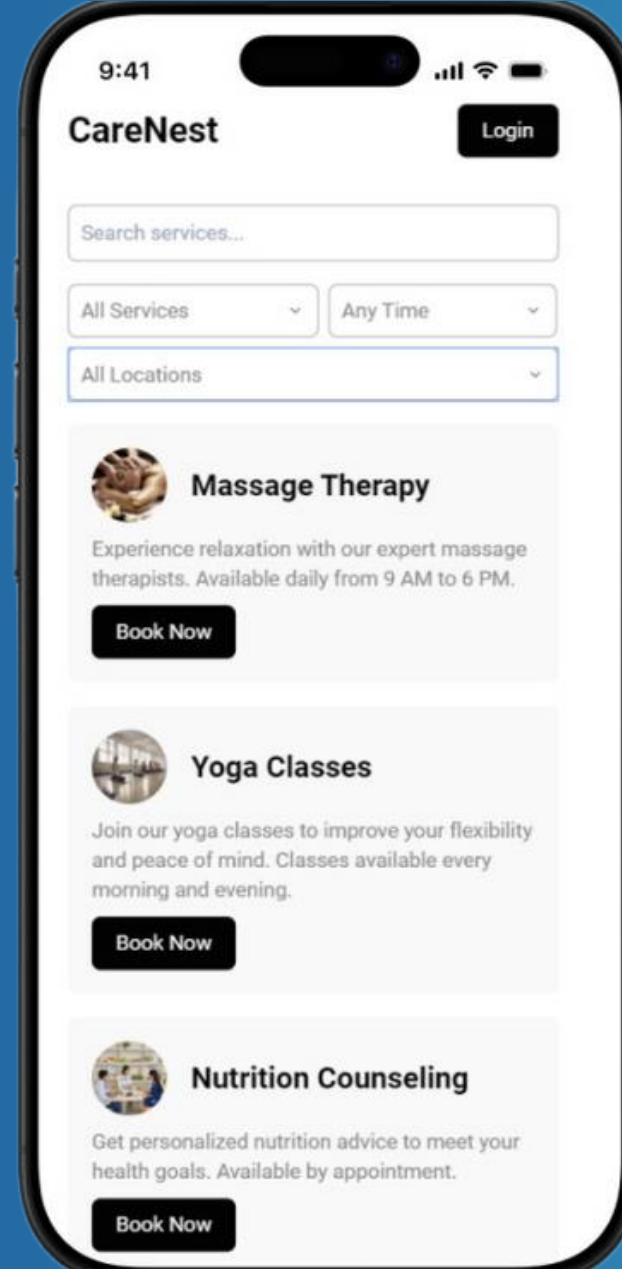 9:41
CareNest
Login
Search services...
All Services
Any Time
All Locations
Massage Therapy
Experience relaxation with our expert massage
therapists. Available daily from 9 AM to 6 PM.
Book Now
Yoga Classes
Join our yoga classes to improve your flexibility
and peace of mind. Classes available every
morning and evening.
Book Now
Nutrition Counseling
Get personalized nutrition advice to meet your
health goals. Available by appointment.
Book Now